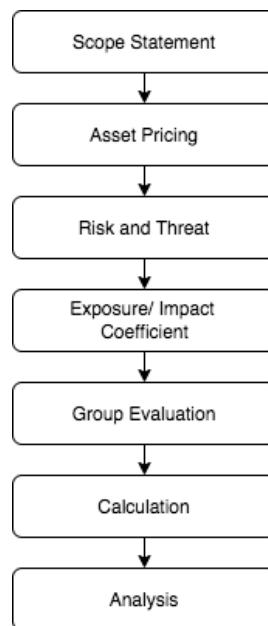 Scope Statement
Asset Pricing
Risk and Threat
Exposure/ Impact
Coefficient
Group Evaluation
Calculation
Analysis